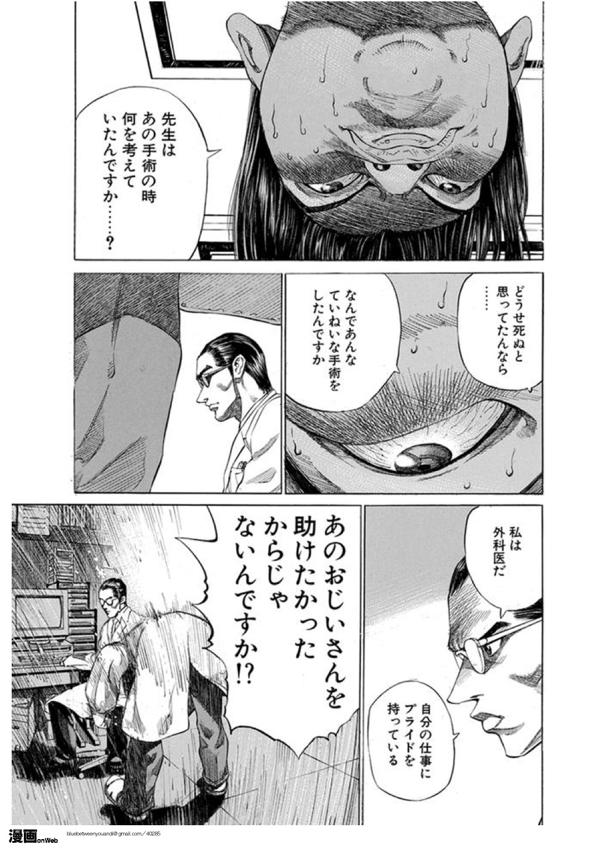 先生は
あの手術の時
何を考えて
いたんですか……?
どうせ死ぬと
思ってたんなら
……
なんであんな
ていねいな手術を
したんですか
私は
外科医だ
自分の仕事に
プライドを
持っている
あのおじいさんを
助けたかった
からじゃ
ないんですか!?
漫画onWeb
bluebetweenyouandi@gmail.com/40285